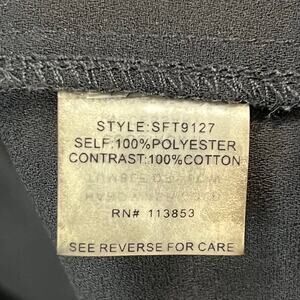 STYLE:SFT9127
SELF:100%POLYESTER
CONTRAST:100%COTTON
RN# 113853
SEE REVERSE FOR CARE